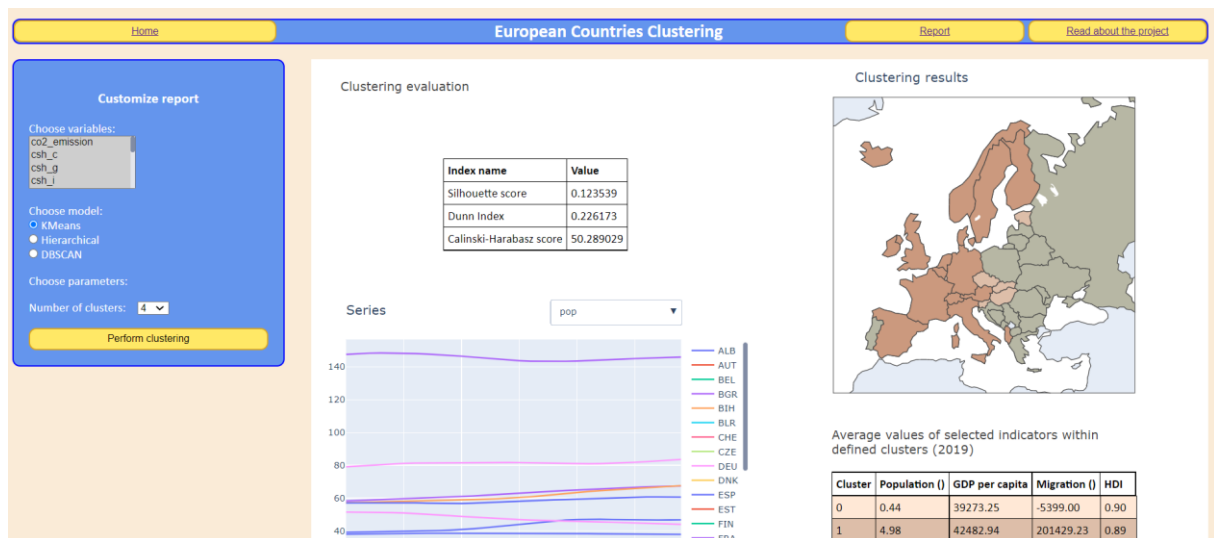 Home
European Countries Clustering
Report
Read about the project
Customize report
Choose variables:
co2_emission
csh_c
csh_g
csh_i
Choose model:
KMeans
Hierarchical
DBSCAN
Choose parameters:
Number of clusters: 4
Perform clustering
Clustering evaluation
Index name Value
Silhouette score 0.123539
Dunn Index 0.226173
Calinski-Harabasz score 50.289029
Series pop
140
120
100
80
60
40
ALB
AUT
BEL
BGR
BIH
BLR
CHE
CZE
DEU
DNK
ESP
EST
FIN
FRA
Clustering results
Average values of selected indicators within
defined clusters (2019)
Cluster Population () GDP per capita Migration () HDI
0 0.44 39273.25 -5399.00 0.90
1 4.98 42482.94 201429.23 0.89